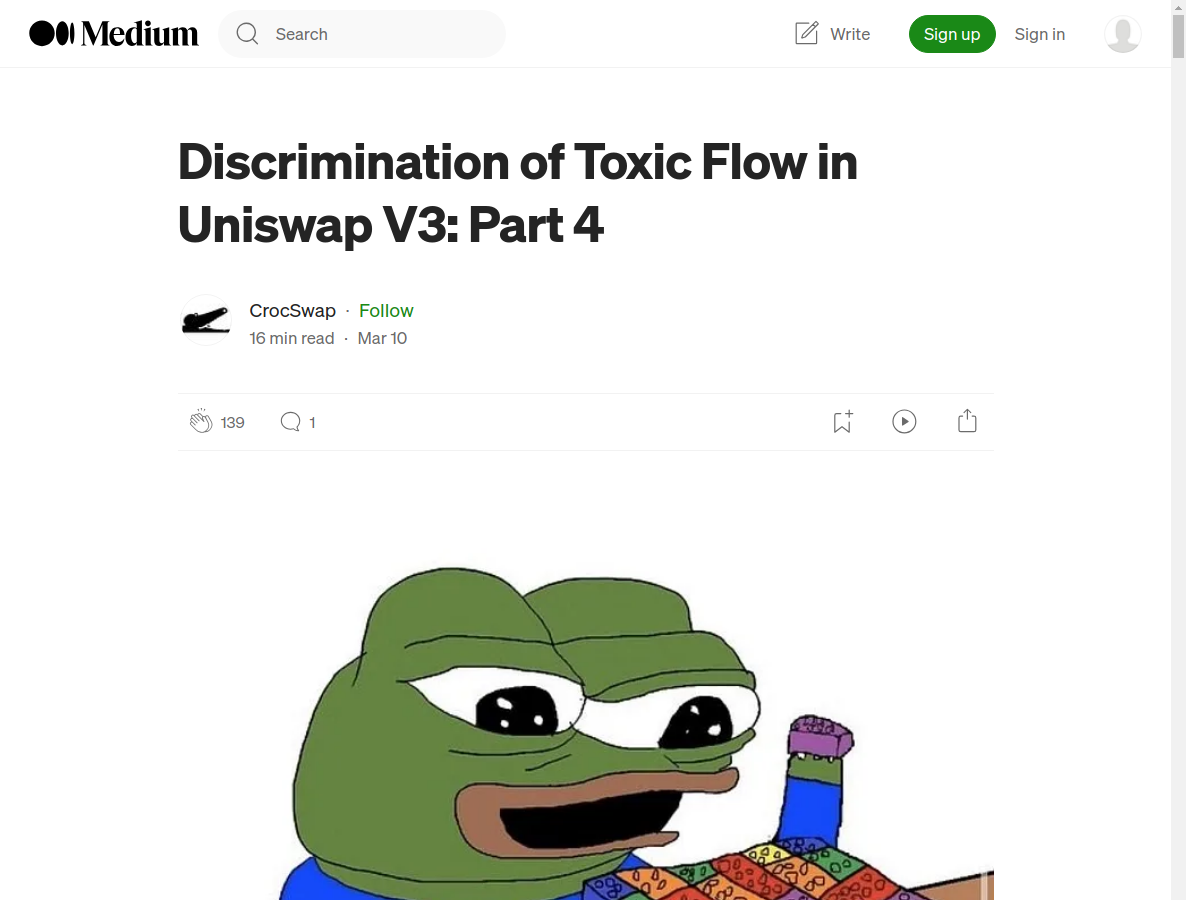 Medium
Search
Write
Sign up
Sign in
Discrimination of Toxic Flow in
Uniswap V3: Part 4
CrocSwap · Follow
16 min read · Mar 10
139
1